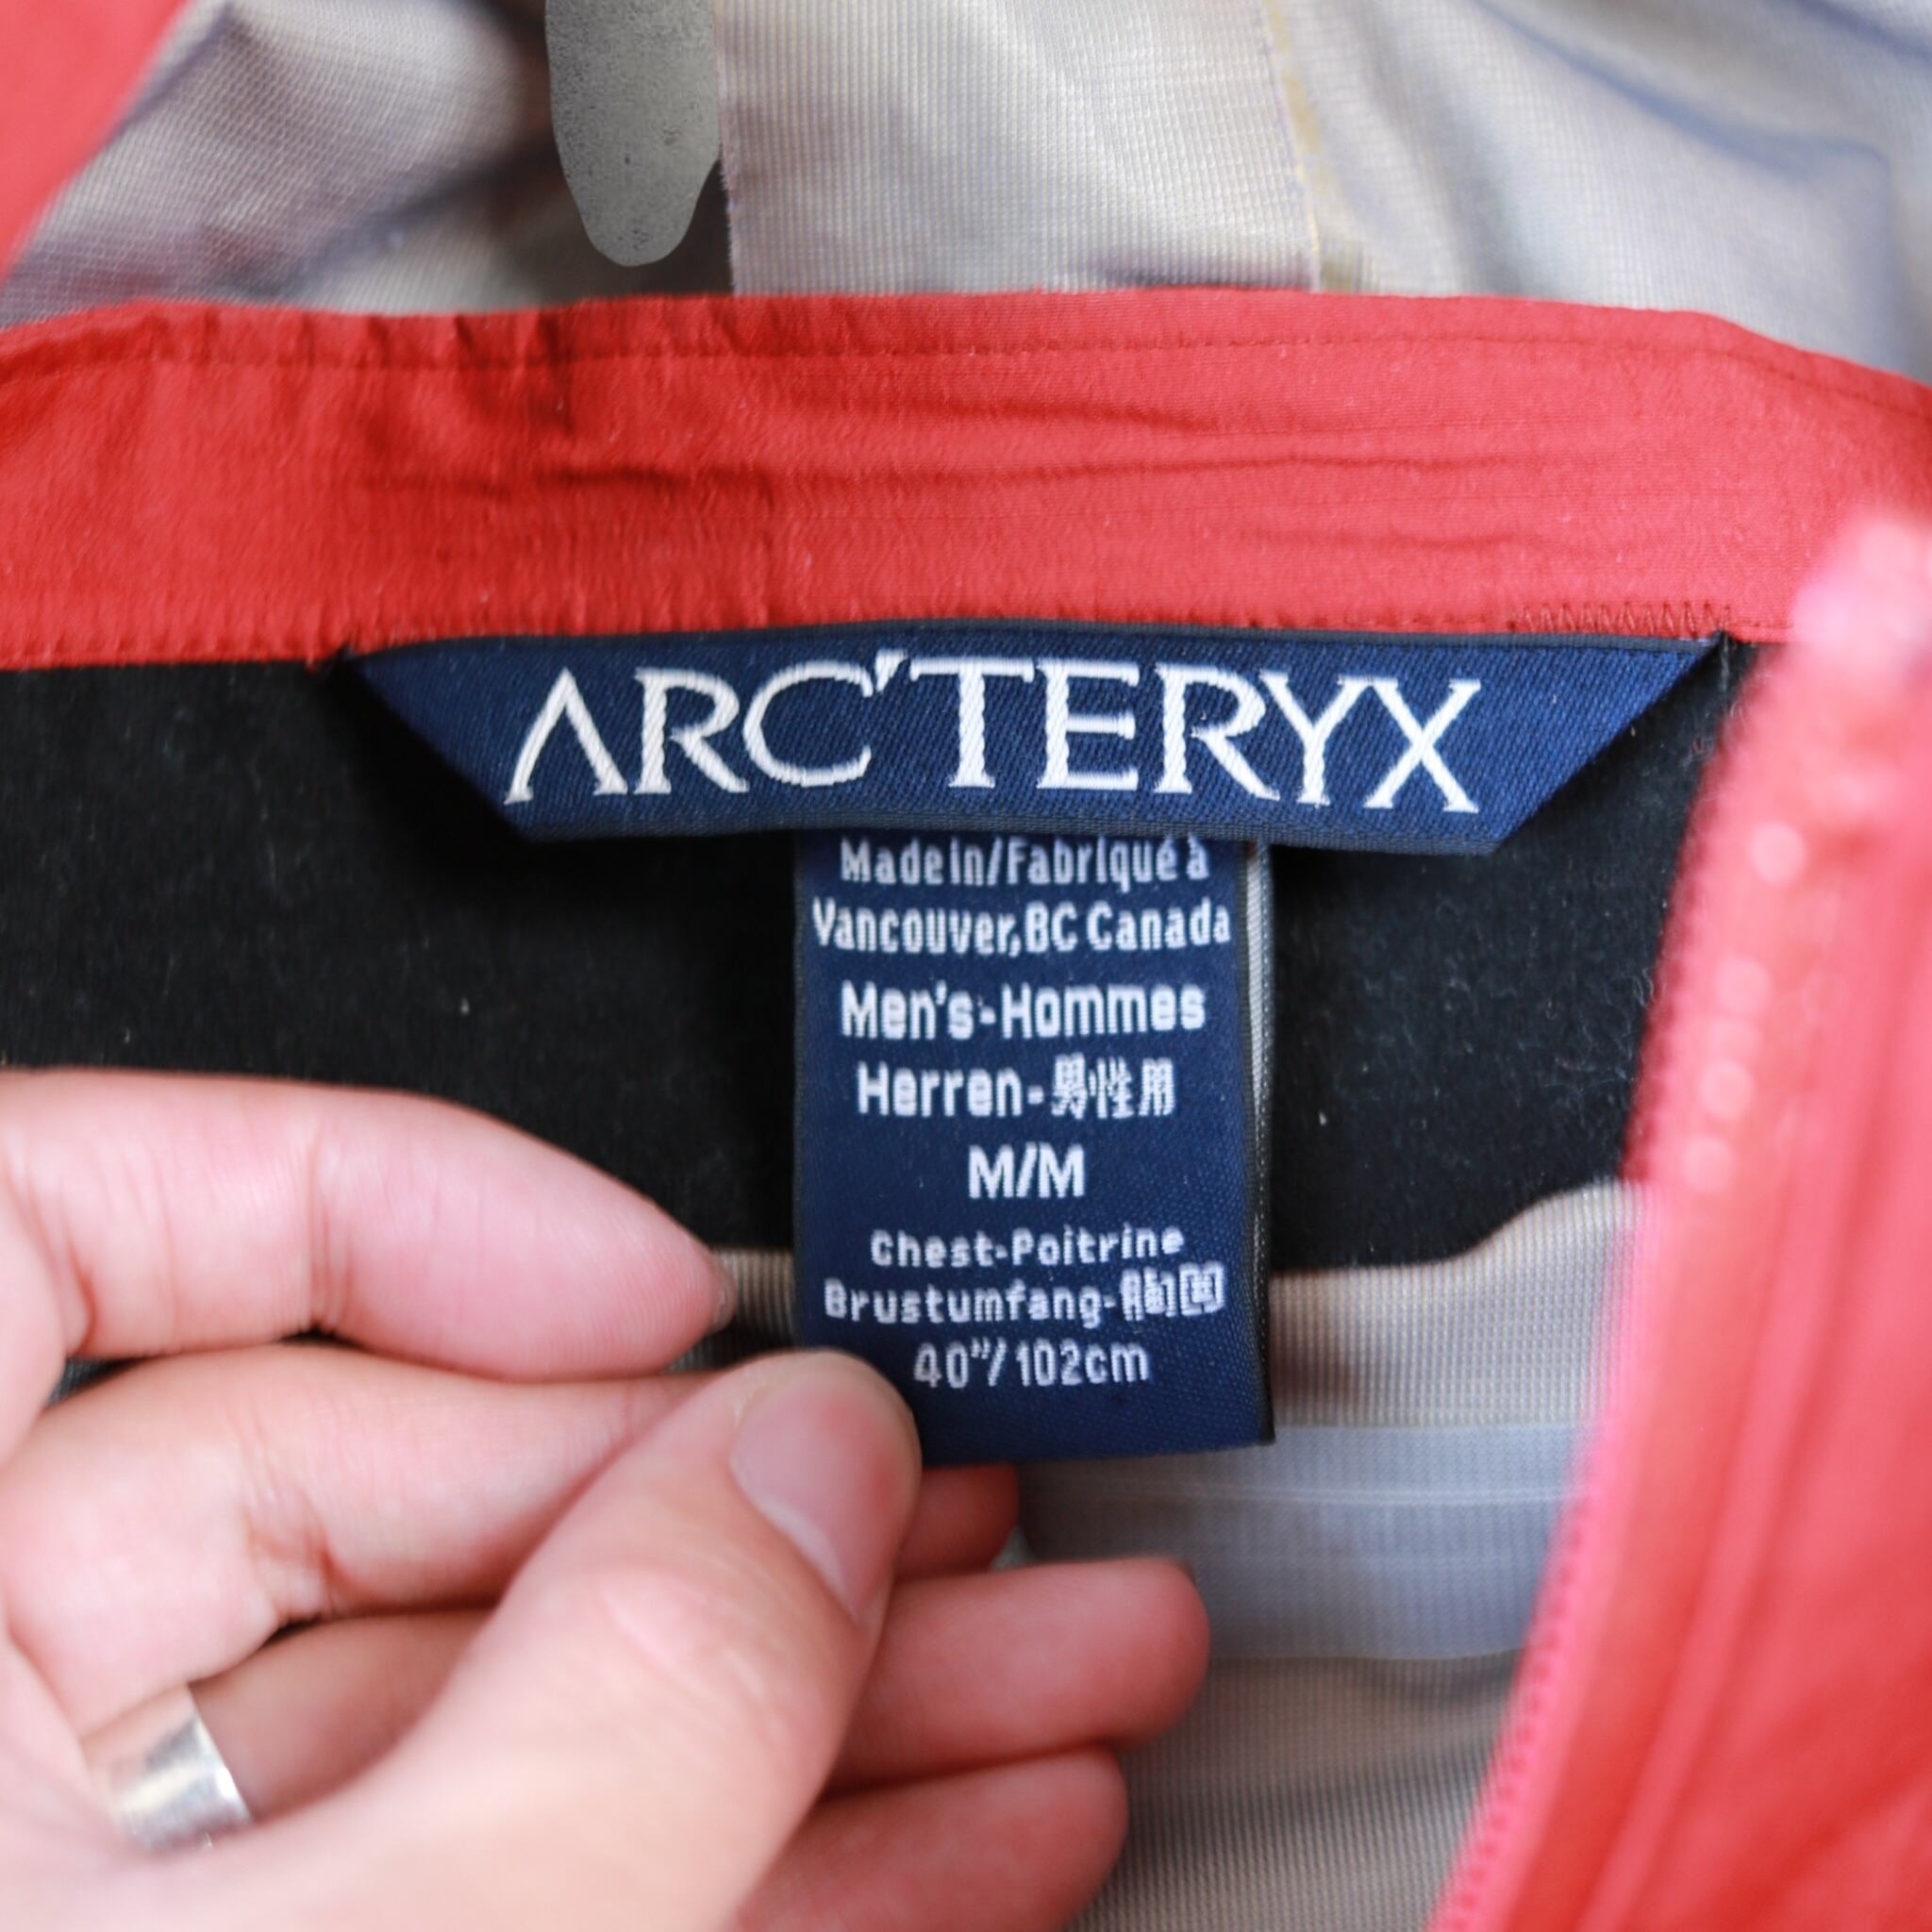 ARC'TERYX
Made in/Fabriqué à
Vancouver, BC Canada
Men's-Hommes
Herren-男性用
M/M
Chest-Poitrine
Brustumfang-胸囲
40"/102cm